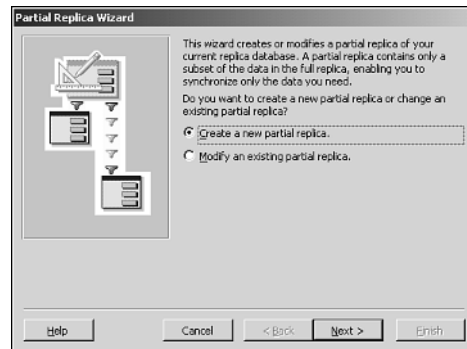 Partial Replica Wizard
This wizard creates or modifies a partial replica of your
current replica database. A partial replica contains only a
subset of the data in the full replica, enabling you to
synchronize only the data you need.
Do you want to create a new partial replica or change an
existing partial replica?
Create a new partial replica.
Modify an existing partial replica.
Help
Cancel
< Back
Next >
Finish